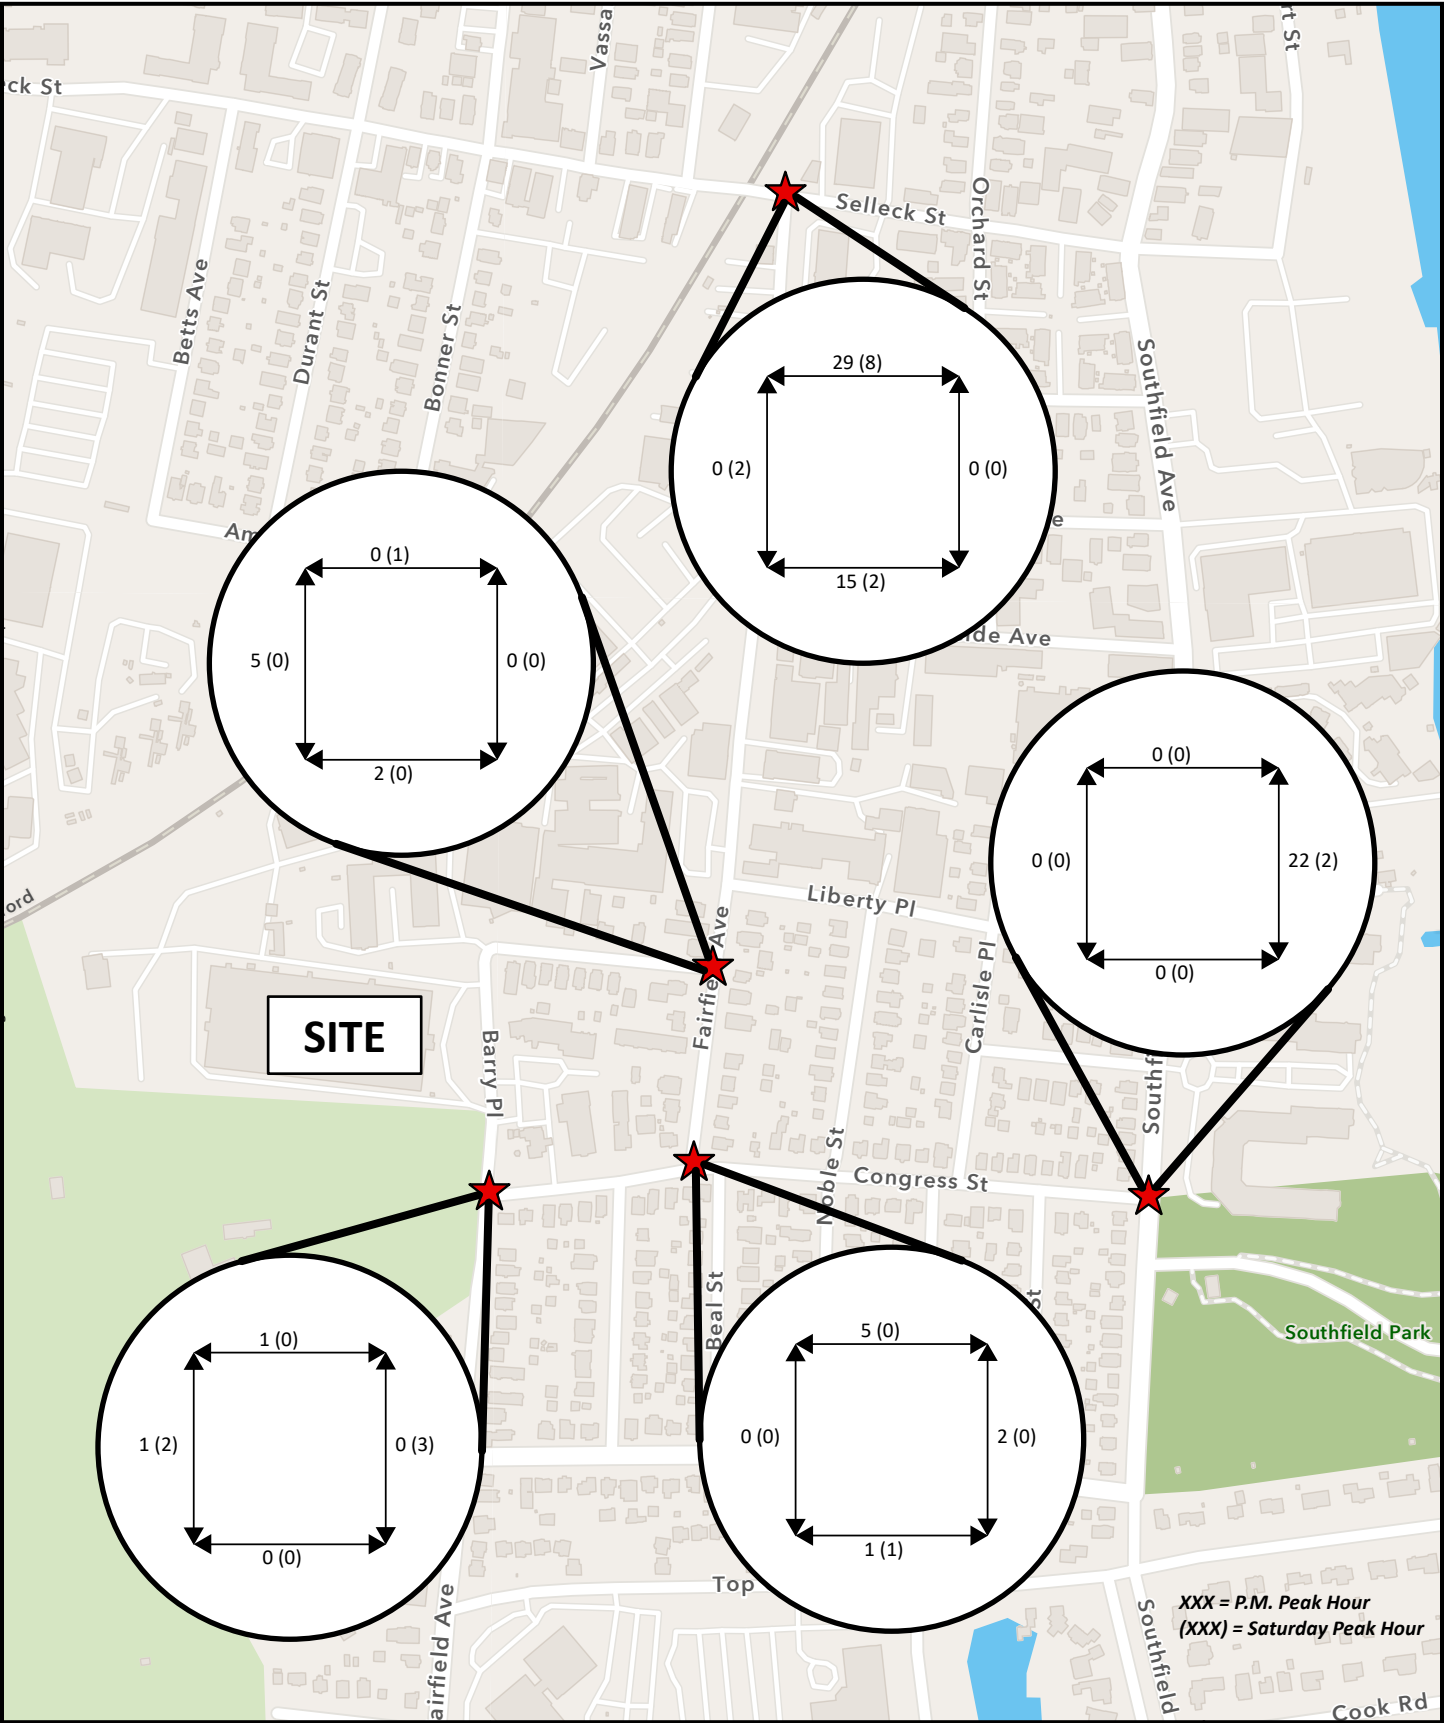 Vassa
rt St
ck St
Selleck St
Orchard St
Betts Ave
Durant St
Bonner St
Southfield Ave
29 (8)
0 (2)
0 (0)
15 (2)
e
Am
0 (1)
5 (0)
0 (0)
2 (0)
ide Ave
0 (0)
0 (0)
22 (2)
0 (0)
ord
Liberty Pl
Fairfie
Ave
Carlisle Pl
SITE
Barry Pl
Southf
Noble St
Congress St
Beal St
St
Southfield Park
1 (0)
1 (2)
0 (3)
0 (0)
5 (0)
0 (0)
2 (0)
1 (1)
Top
airfield Ave
Southfield
XXX = P.M. Peak Hour
(XXX) = Saturday Peak Hour
Cook Rd